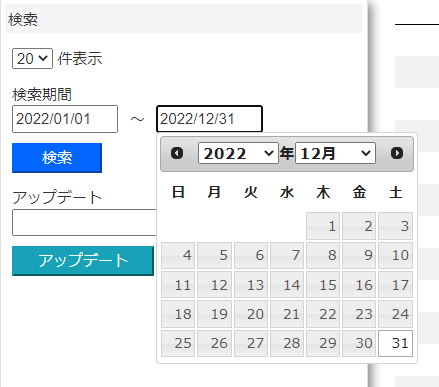 検索
20 件表示
検索期間
2022/01/01 ～ 2022/12/31
検索
アップデート
アップデート
2022 年 12月
日 月 火 水 木 金 土
1 2 3
4 5 6 7 8 9 10
11 12 13 14 15 16 17
18 19 20 21 22 23 24
25 26 27 28 29 30 31